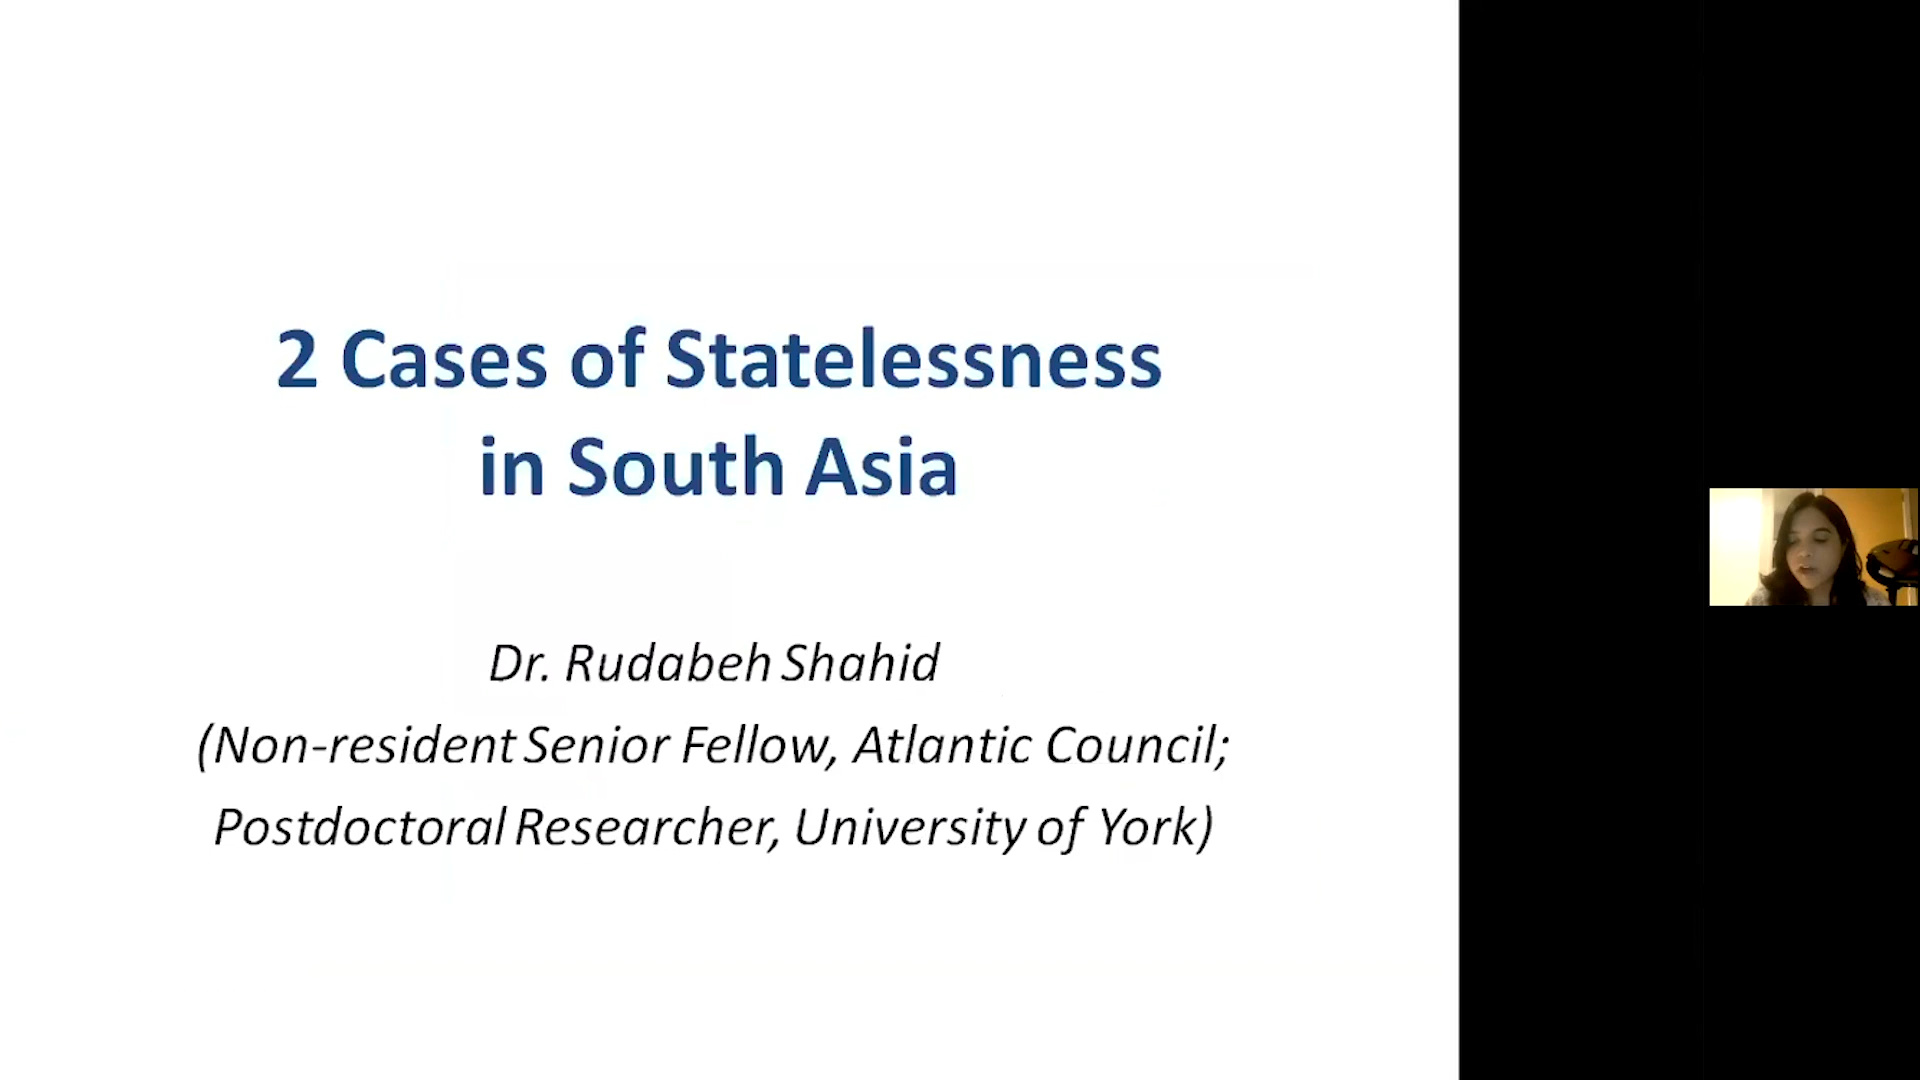 2 Cases of Statelessness
in South Asia
Dr. Rudabeh Shahid
(Non-resident Senior Fellow, Atlantic Council;
Postdoctoral Researcher, University of York)